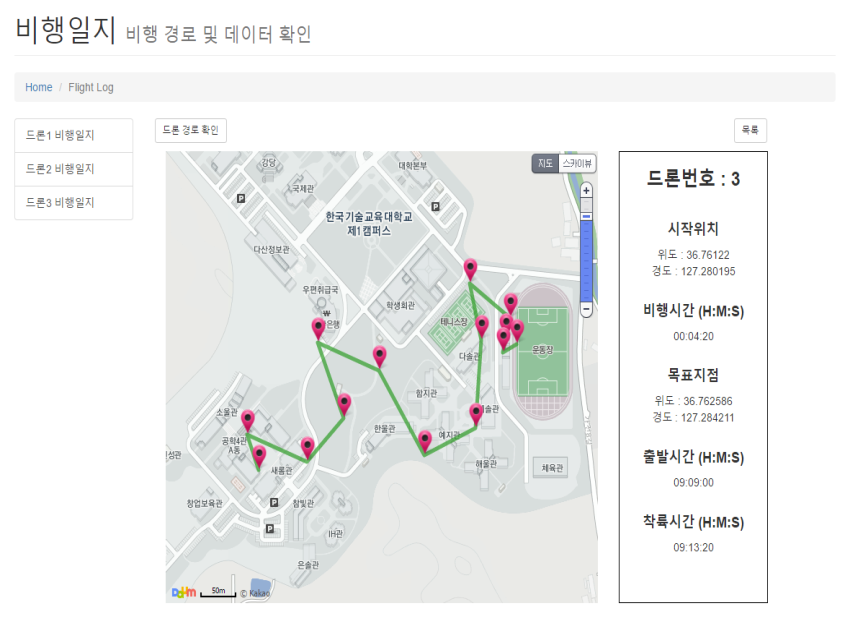 비행일지 비행 경로 및 데이터 확인
Home / Flight Log
드론1 비행일지
드론2 비행일지
드론3 비행일지
드론 경로 확인
목록
지도 스카이뷰
강당
대학본부
국제관
P
P
한국기술교육대학교
제1캠퍼스
다산정보관
우편취급국
₩
은행
학생회관
테니스장
운동장
다솔관
함지관
솔관
소울관
한울관
예지관
공학4관
A동
새롬관
해울관
체육관
창업보육관
P
참빛관
P
IH관
은솔관
Daum 50m © Kakao
+
−
드론번호 : 3
시작위치
위도 : 36.76122
경도 : 127.280195
비행시간 (H:M:S)
00:04:20
목표지점
위도 : 36.762586
경도 : 127.284211
출발시간 (H:M:S)
09:09:00
착륙시간 (H:M:S)
09:13:20